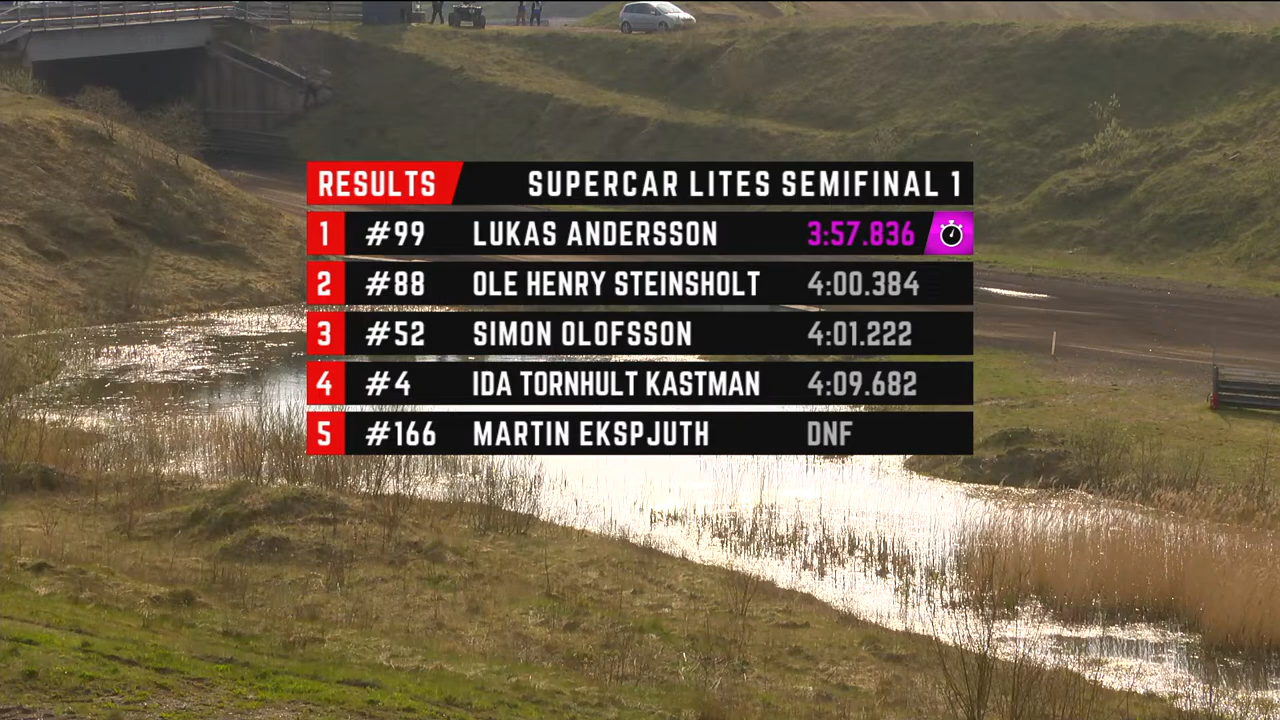 RESULTS SUPERCAR LITES SEMIFINAL 1
1 #99 LUKAS ANDERSSON 3:57.836
2 #88 OLE HENRY STEINSHOLT 4:00.384
3 #52 SIMON OLOFSSON 4:01.222
4 #4 IDA TORNHULT KASTMAN 4:09.682
5 #166 MARTIN EKSPJUTH DNF